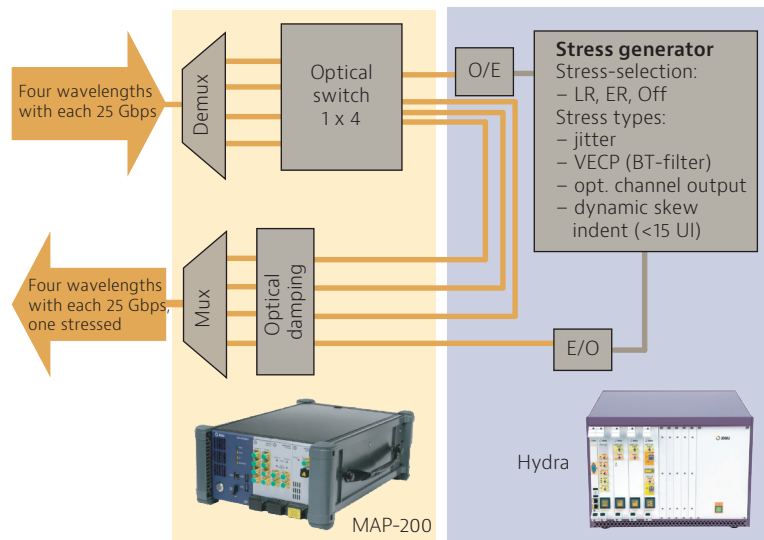 Four wavelengths
with each 25 Gbps
Demux
Optical
switch
1 x 4
O/E
Stress generator
Stress-selection:
– LR, ER, Off
Stress types:
– jitter
– VECP (BT-filter)
– opt. channel output
– dynamic skew
indent (<15 UI)
Four wavelengths
with each 25 Gbps,
one stressed
Mux
Optical
damping
E/O
MAP-200
Hydra